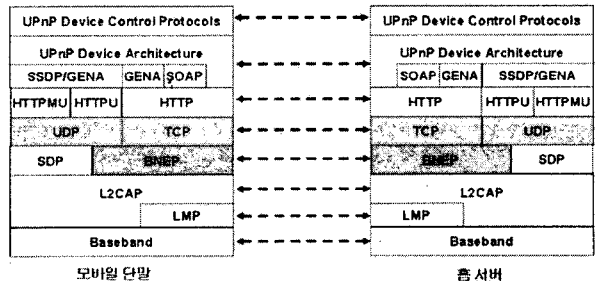 UPnP Device Control Protocols
UPnP Device Architecture
SSDP/GENA GENA SOAP
HTTPMU HTTPU HTTP
UDP TCP
SDP BNEP
L2CAP
LMP
Baseband
모바일 단말
UPnP Device Control Protocols
UPnP Device Architecture
SOAP GENA SSDP/GENA
HTTP HTTPU HTTPMU
TCP UDP
BNEP SDP
L2CAP
LMP
Baseband
홈 서버